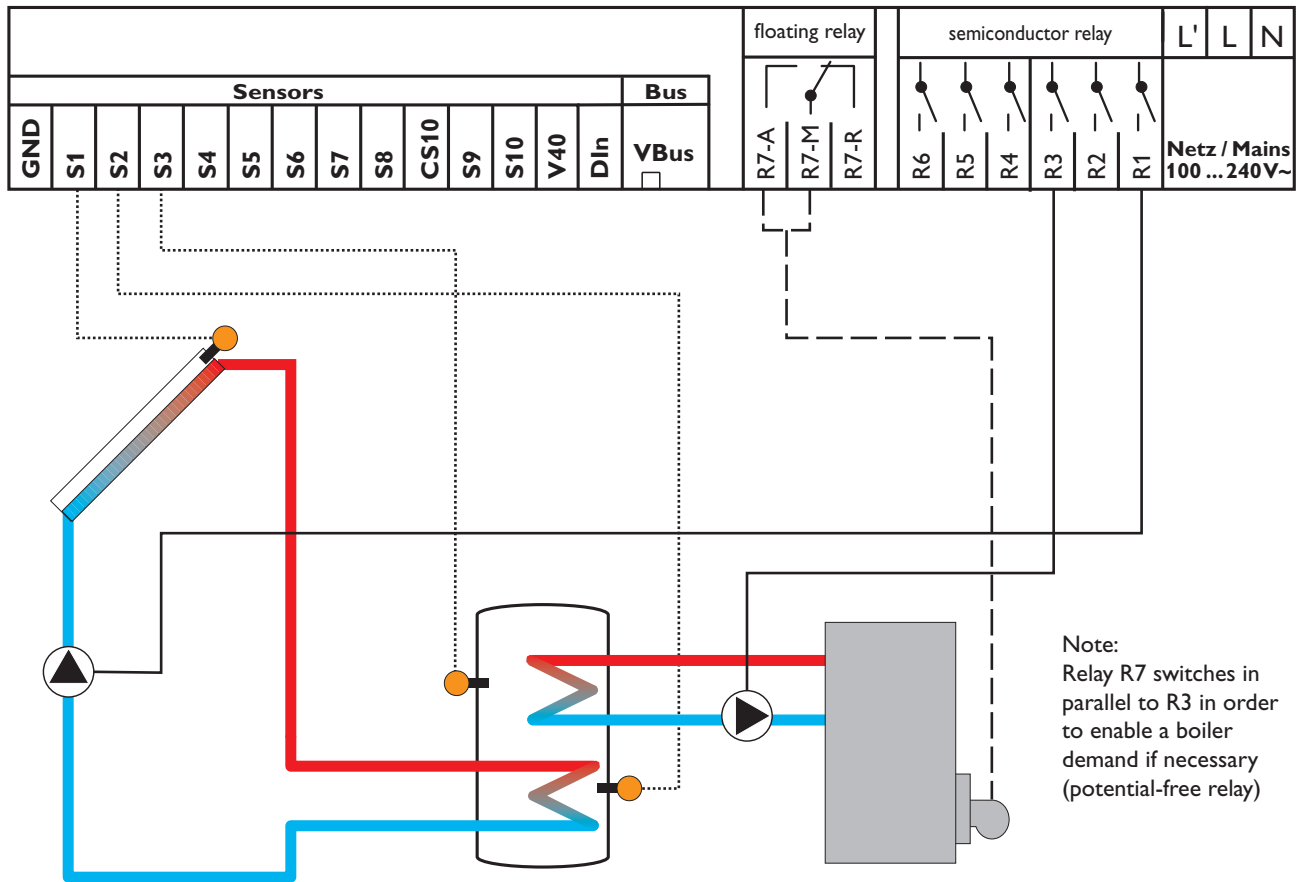 floating relay
semiconductor relay
L' L N
Sensors
Bus
GND S1 S2 S3 S4 S5 S6 S7 S8 CS10 S9 S10 V40 DIn
VBus
R7-A R7-M R7-R
R6 R5 R4 R3 R2 R1
Netz / Mains
100 ... 240 V~
Note:
Relay R7 switches in
parallel to R3 in order
to enable a boiler
demand if necessary
(potential-free relay)